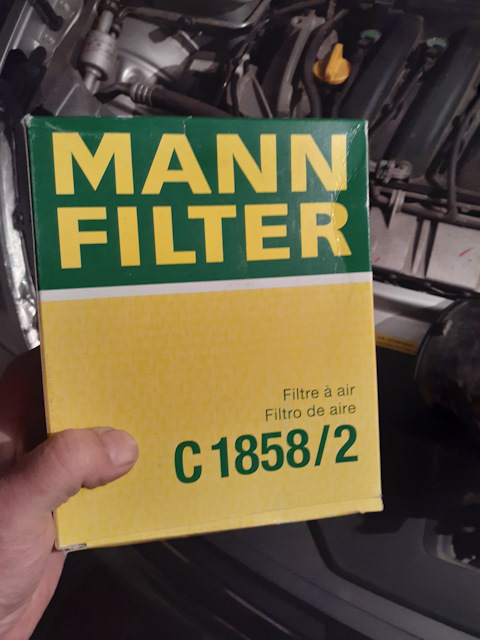 MANN
FILTER
Filtre à air
Filtro de aire
C 1858/2